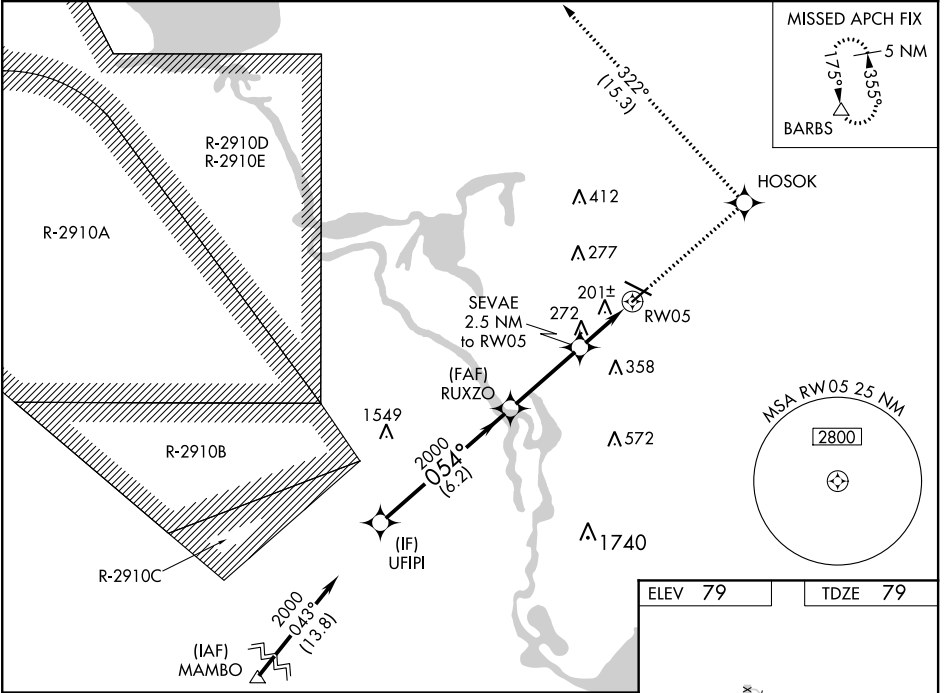 MISSED APCH FIX
5 NM
175°
355°
BARBS
322°
(15.3)
R-2910D
R-2910E
HOSOK
412
R-2910A
277
201±
SEVAE
2.5 NM
to RW05
272
RW05
(FAF)
RUXZO
358
MSA RW05 25 NM
1549
2800
R-2910B
572
2000
054°
(6.2)
1740
(IF)
UFIPI
R-2910C
ELEV 79
TDZE 79
2000
043°
(13.8)
(IAF)
MAMBO